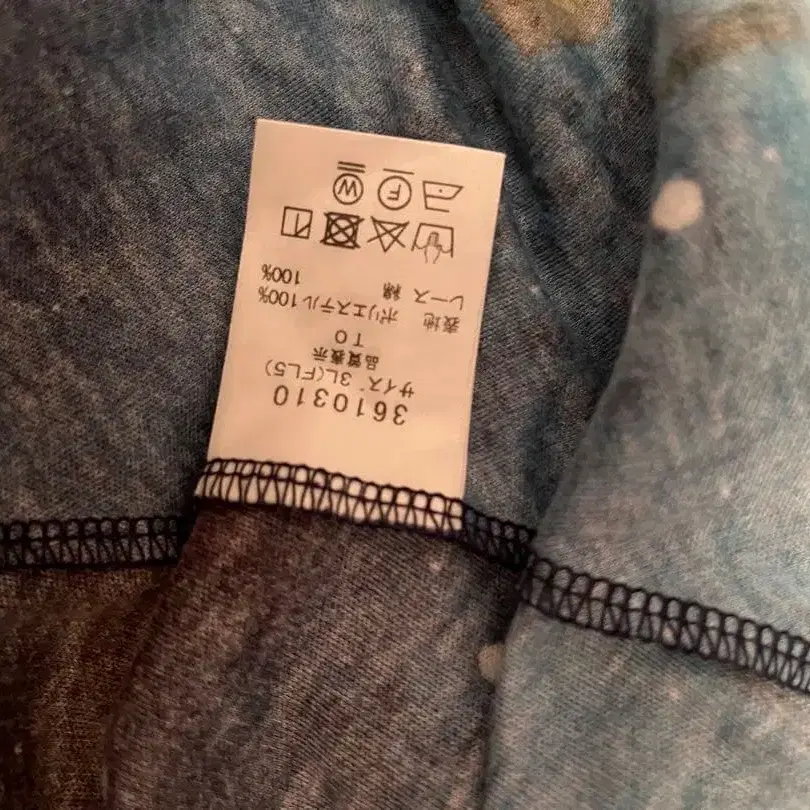 3610310
サイズ 3L(FL5)
品質表示
TO
表地 ポリエステル100%
レース 綿 100%
F W